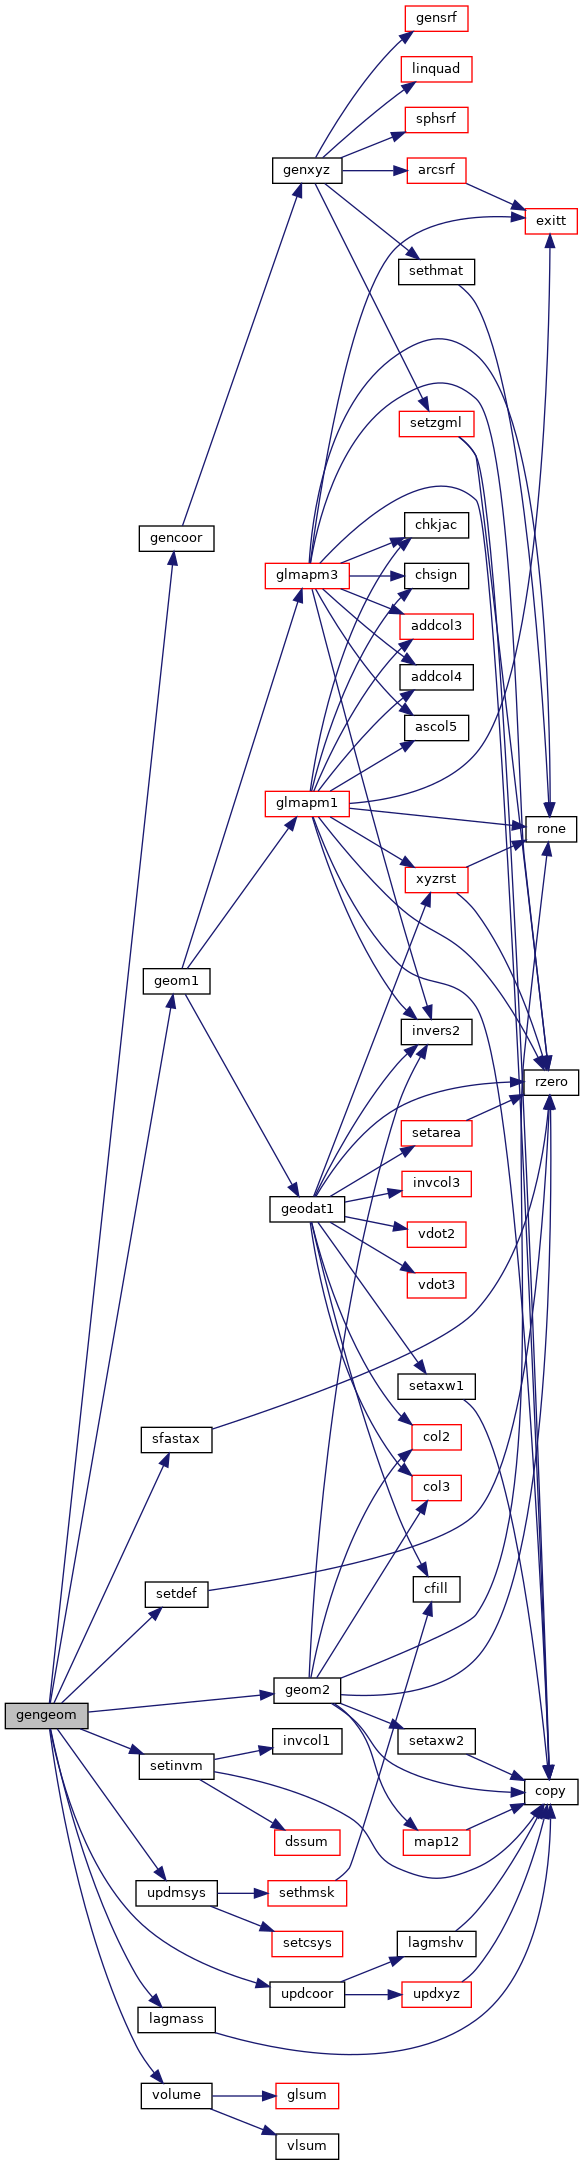 gensrf
linquad
sphsrf
genxyz
arcsrf
exitt
sethmat
setzgml
chkjac
gencoor
glmapm3
chsign
addcol3
addcol4
ascol5
glmapm1
rone
xyzrst
geom1
invers2
rzero
setarea
invcol3
geodat1
vdot2
vdot3
setaxw1
sfastax
col2
col3
setdef
cfill
geom2
gengeom
invcol1
setaxw2
setinvm
copy
dssum
map12
updmsys
sethmsk
setcsys
lagmshv
updcoor
updxyz
lagmass
volume
glsum
vlsum